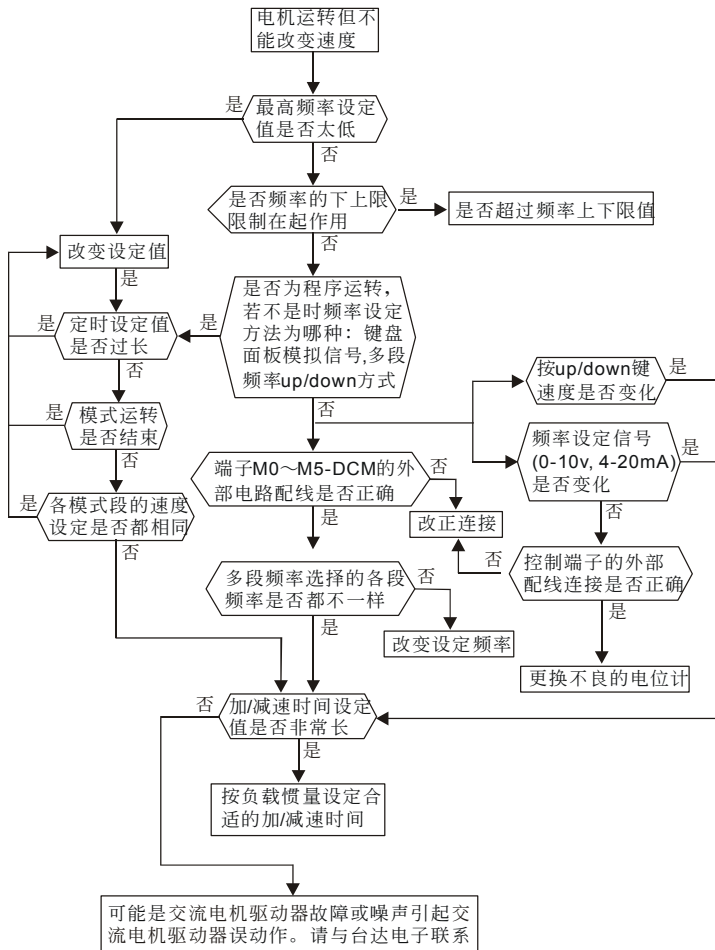 电机运转但不
能改变速度
是
最高频率设定
值是否太低
否
是否频率的下上限
限制在起作用
是
是否超过频率上下限值
否
改变设定值
是
是否为程序运转，
若不是时频率设定
方法为哪种：键盘
面板模拟信号,多段
频率up/down方式
是
定时设定值
是否过长
是
否
否
按up/down键
速度是否变化
是
是
模式运转
是否结束
否
频率设定信号
(0-10v, 4-20mA)
是否变化
是
否
端子M0～M5-DCM的外
部电路配线是否正确
否
是
改正连接
是
各模式段的速度
设定是否都相同
否
否
控制端子的外部
配线连接是否正确
是
更换不良的电位计
多段频率选择的各段
频率是否都不一样
否
改变设定频率
是
否
加/减速时间设定
值是否非常长
是
按负载惯量设定合
适的加/减速时间
可能是交流电机驱动器故障或噪声引起交
流电机驱动器误动作。请与台达电子联系